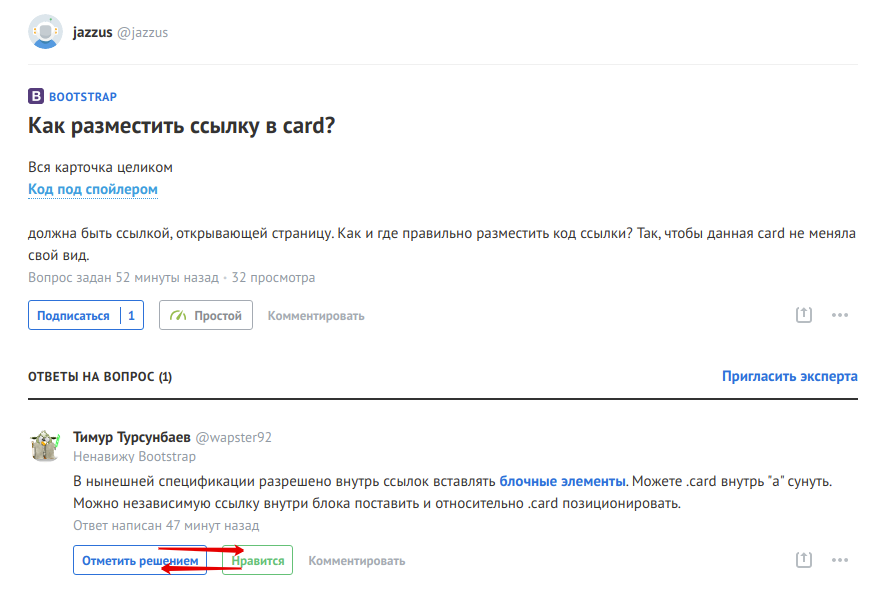 jazzus @jazzus
B BOOTSTRAP
Как разместить ссылку в card?
Вся карточка целиком
Код под спойлером
должна быть ссылкой, открывающей страницу. Как и где правильно разместить код ссылки? Так, чтобы данная card не меняла
свой вид.
Вопрос задан 52 минуты назад · 32 просмотра
Подписаться 1 Простой Комментировать
ОТВЕТЫ НА ВОПРОС (1) Пригласить эксперта
Тимур Турсунбаев @wapster92
Ненавижу Bootstrap
В нынешней спецификации разрешено внутрь ссылок вставлять блочные элементы. Можете .card внутрь "a" сунуть.
Можно независимую ссылку внутри блока поставить и относительно .card позиционировать.
Ответ написан 47 минут назад
Отметить решением Нравится Комментировать